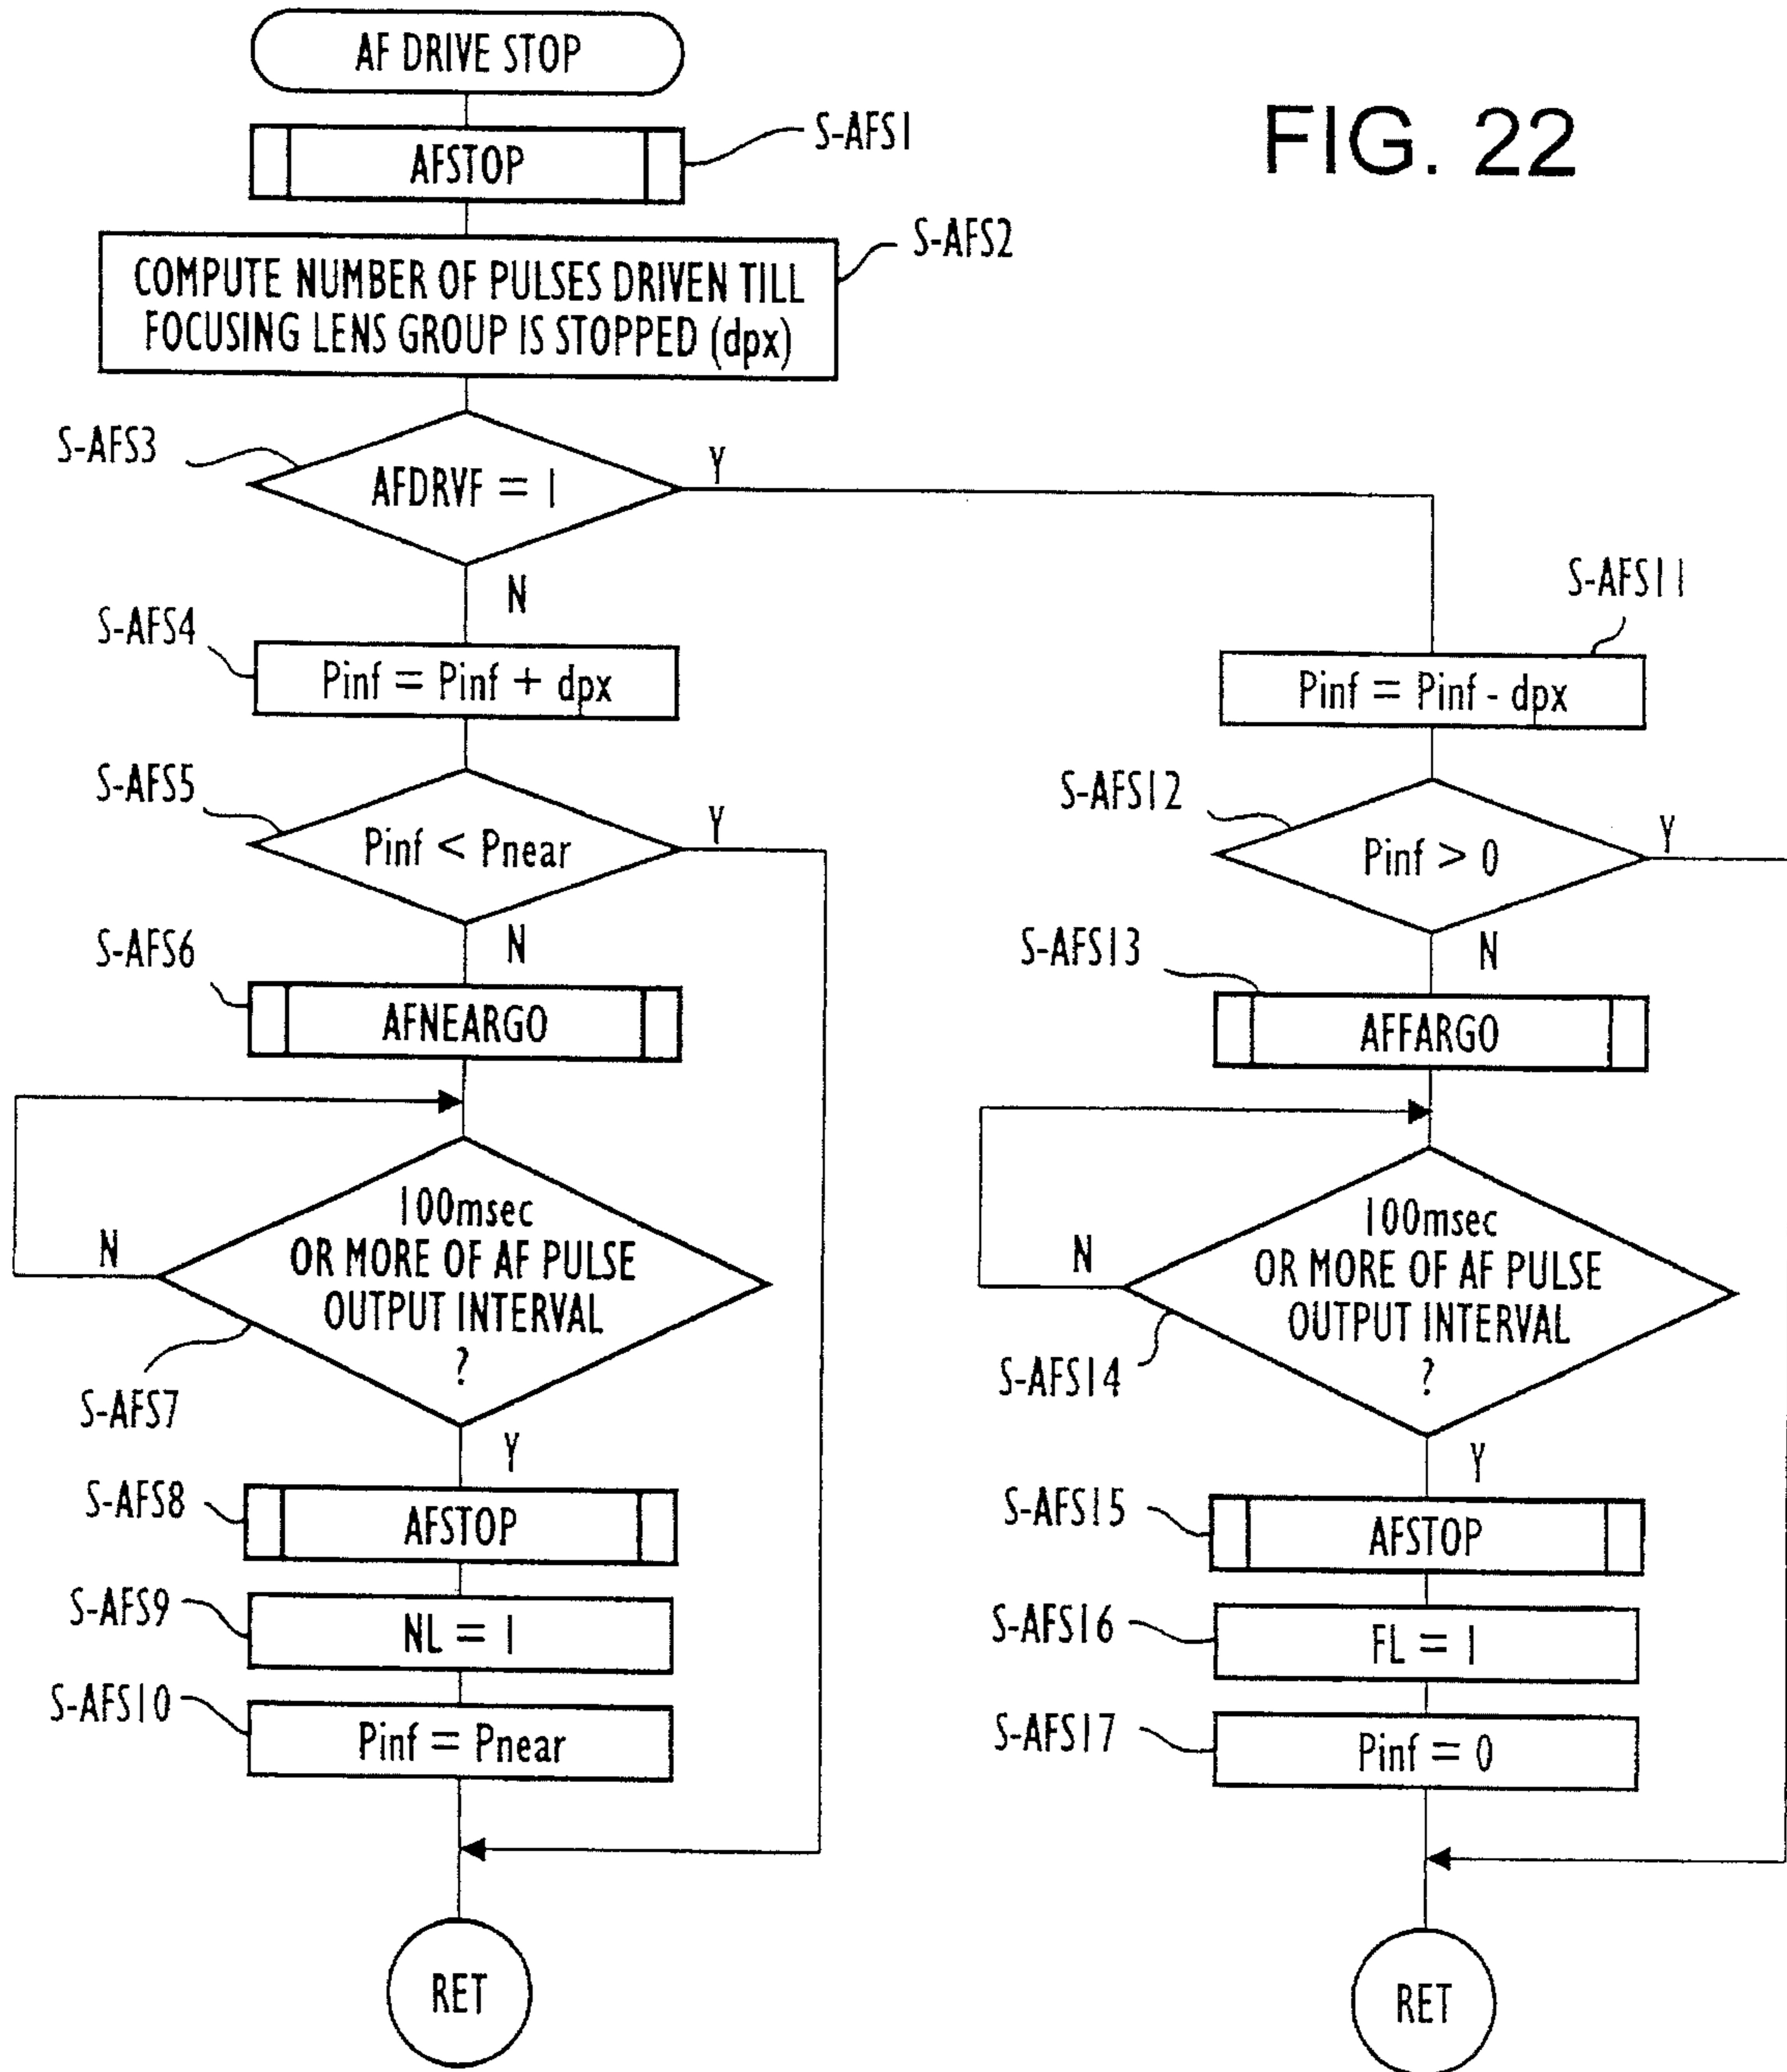 FIG. 22
AF DRIVE STOP
AFSTOP
S-AFS1
COMPUTE NUMBER OF PULSES DRIVEN TILL
FOCUSING LENS GROUP IS STOPPED (dpx)
S-AFS2
S-AFS3
AFDRVF = 1
Y
N
S-AFS4
Pinf = Pinf + dpx
S-AFS5
Pinf < Pnear
Y
N
S-AFS6
AFNEARGO
100msec
OR MORE OF AF PULSE
OUTPUT INTERVAL
?
N
S-AFS7
Y
S-AFS8
AFSTOP
S-AFS9
NL = 1
S-AFS10
Pinf = Pnear
RET
S-AFS11
Pinf = Pinf - dpx
S-AFS12
Pinf > 0
Y
N
S-AFS13
AFFARGO
100msec
OR MORE OF AF PULSE
OUTPUT INTERVAL
?
N
S-AFS14
Y
S-AFS15
AFSTOP
S-AFS16
FL = 1
S-AFS17
Pinf = 0
RET